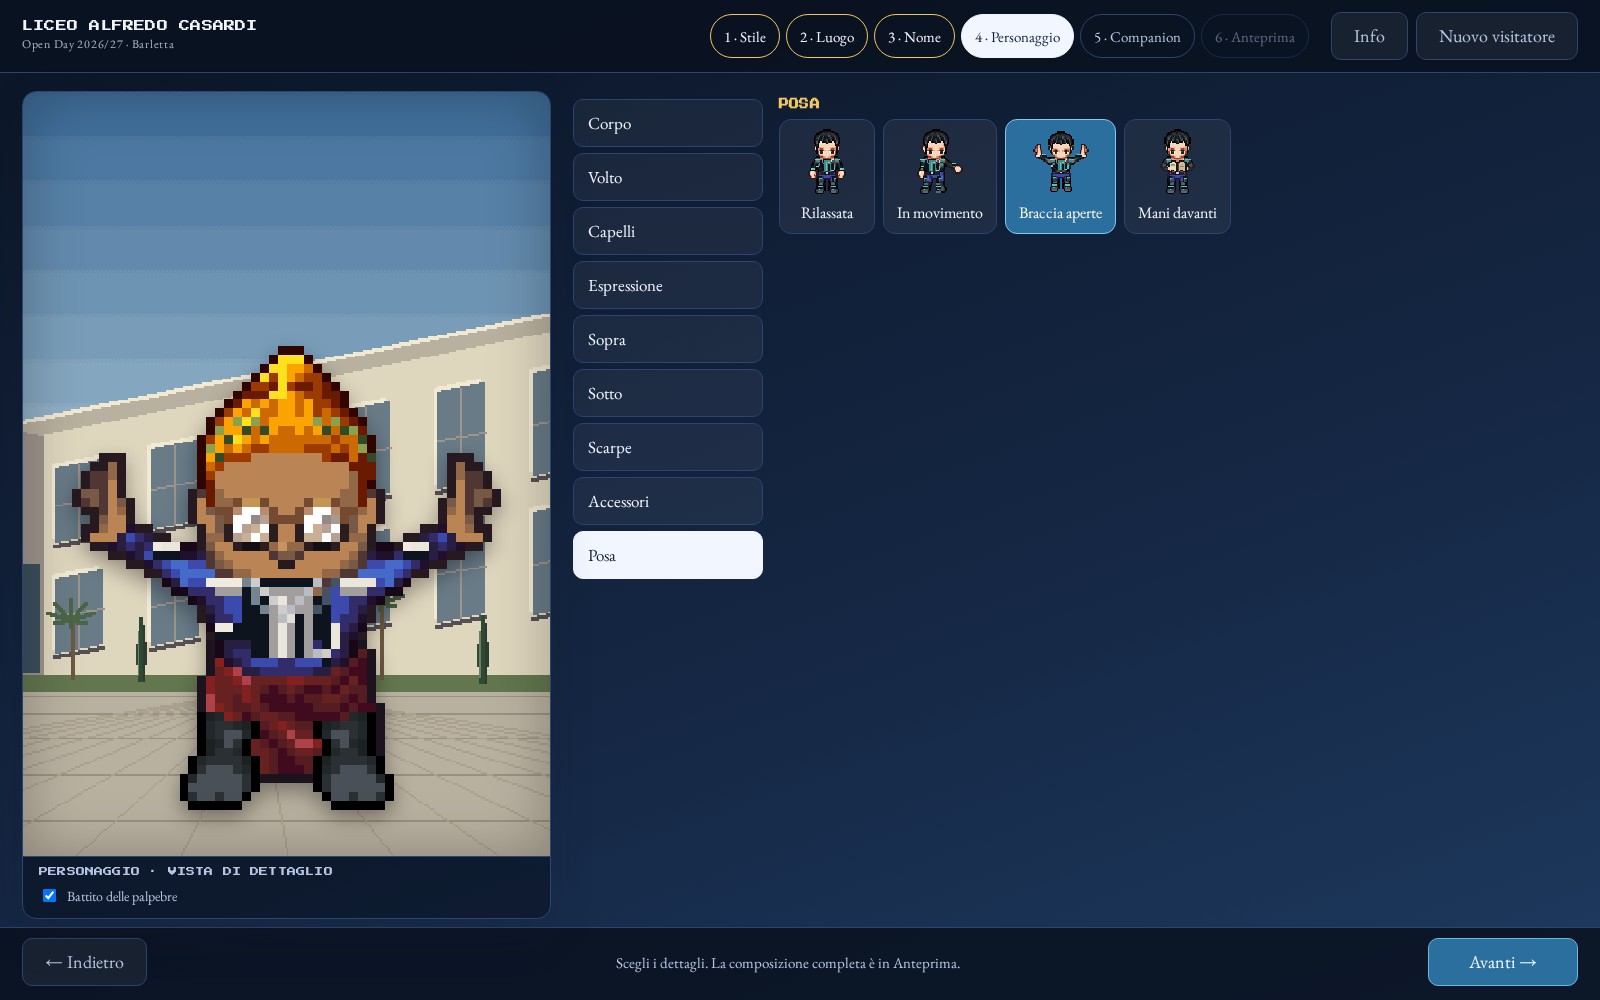 LICEO ALFREDO CASARDI
Open Day 2026/27 · Barletta
1 · Stile
2 · Luogo
3 · Nome
4 · Personaggio
5 · Companion
6 · Anteprima
Info
Nuovo visitatore
Corpo
Volto
Capelli
Espressione
Sopra
Sotto
Scarpe
Accessori
Posa
POSA
Rilassata
In movimento
Braccia aperte
Mani davanti
PERSONAGGIO · VISTA DI DETTAGLIO
Battito delle palpebre
← Indietro
Scegli i dettagli. La composizione completa è in Anteprima.
Avanti →